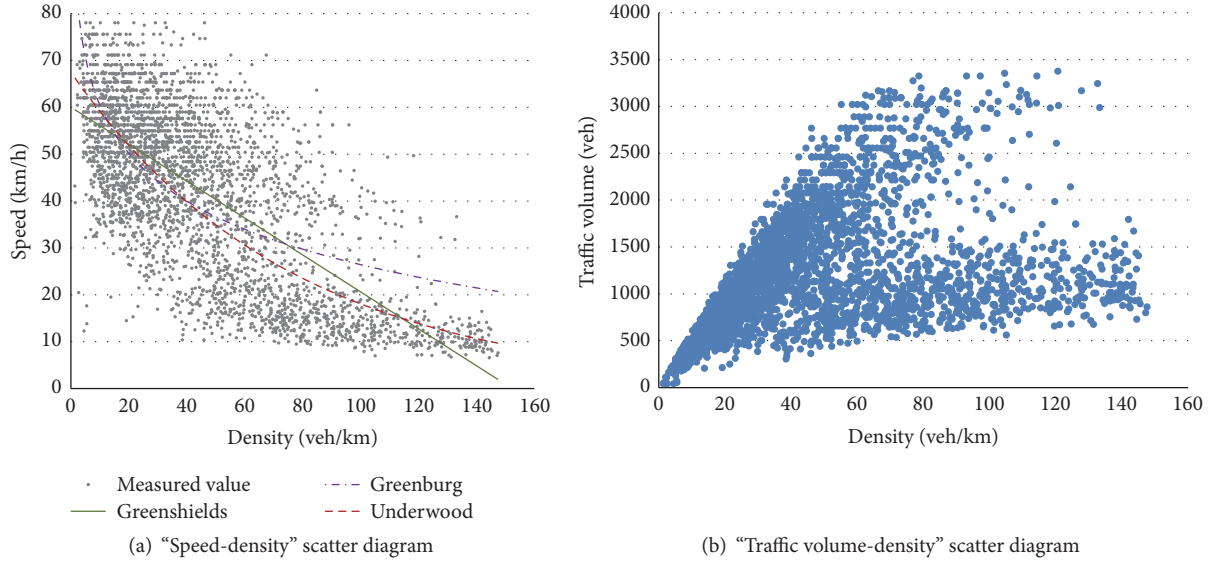 80
70
60
50
40
30
20
10
0
Speed (km/h)
0 20 40 60 80 100 120 140 160
Density (veh/km)
Measured value
Greenburg
Greenshields
Underwood
(a) “Speed-density” scatter diagram
4000
3500
3000
2500
2000
1500
1000
500
0
Traffic volume (veh)
0 20 40 60 80 100 120 140 160
Density (veh/km)
(b) “Traffic volume-density” scatter diagram